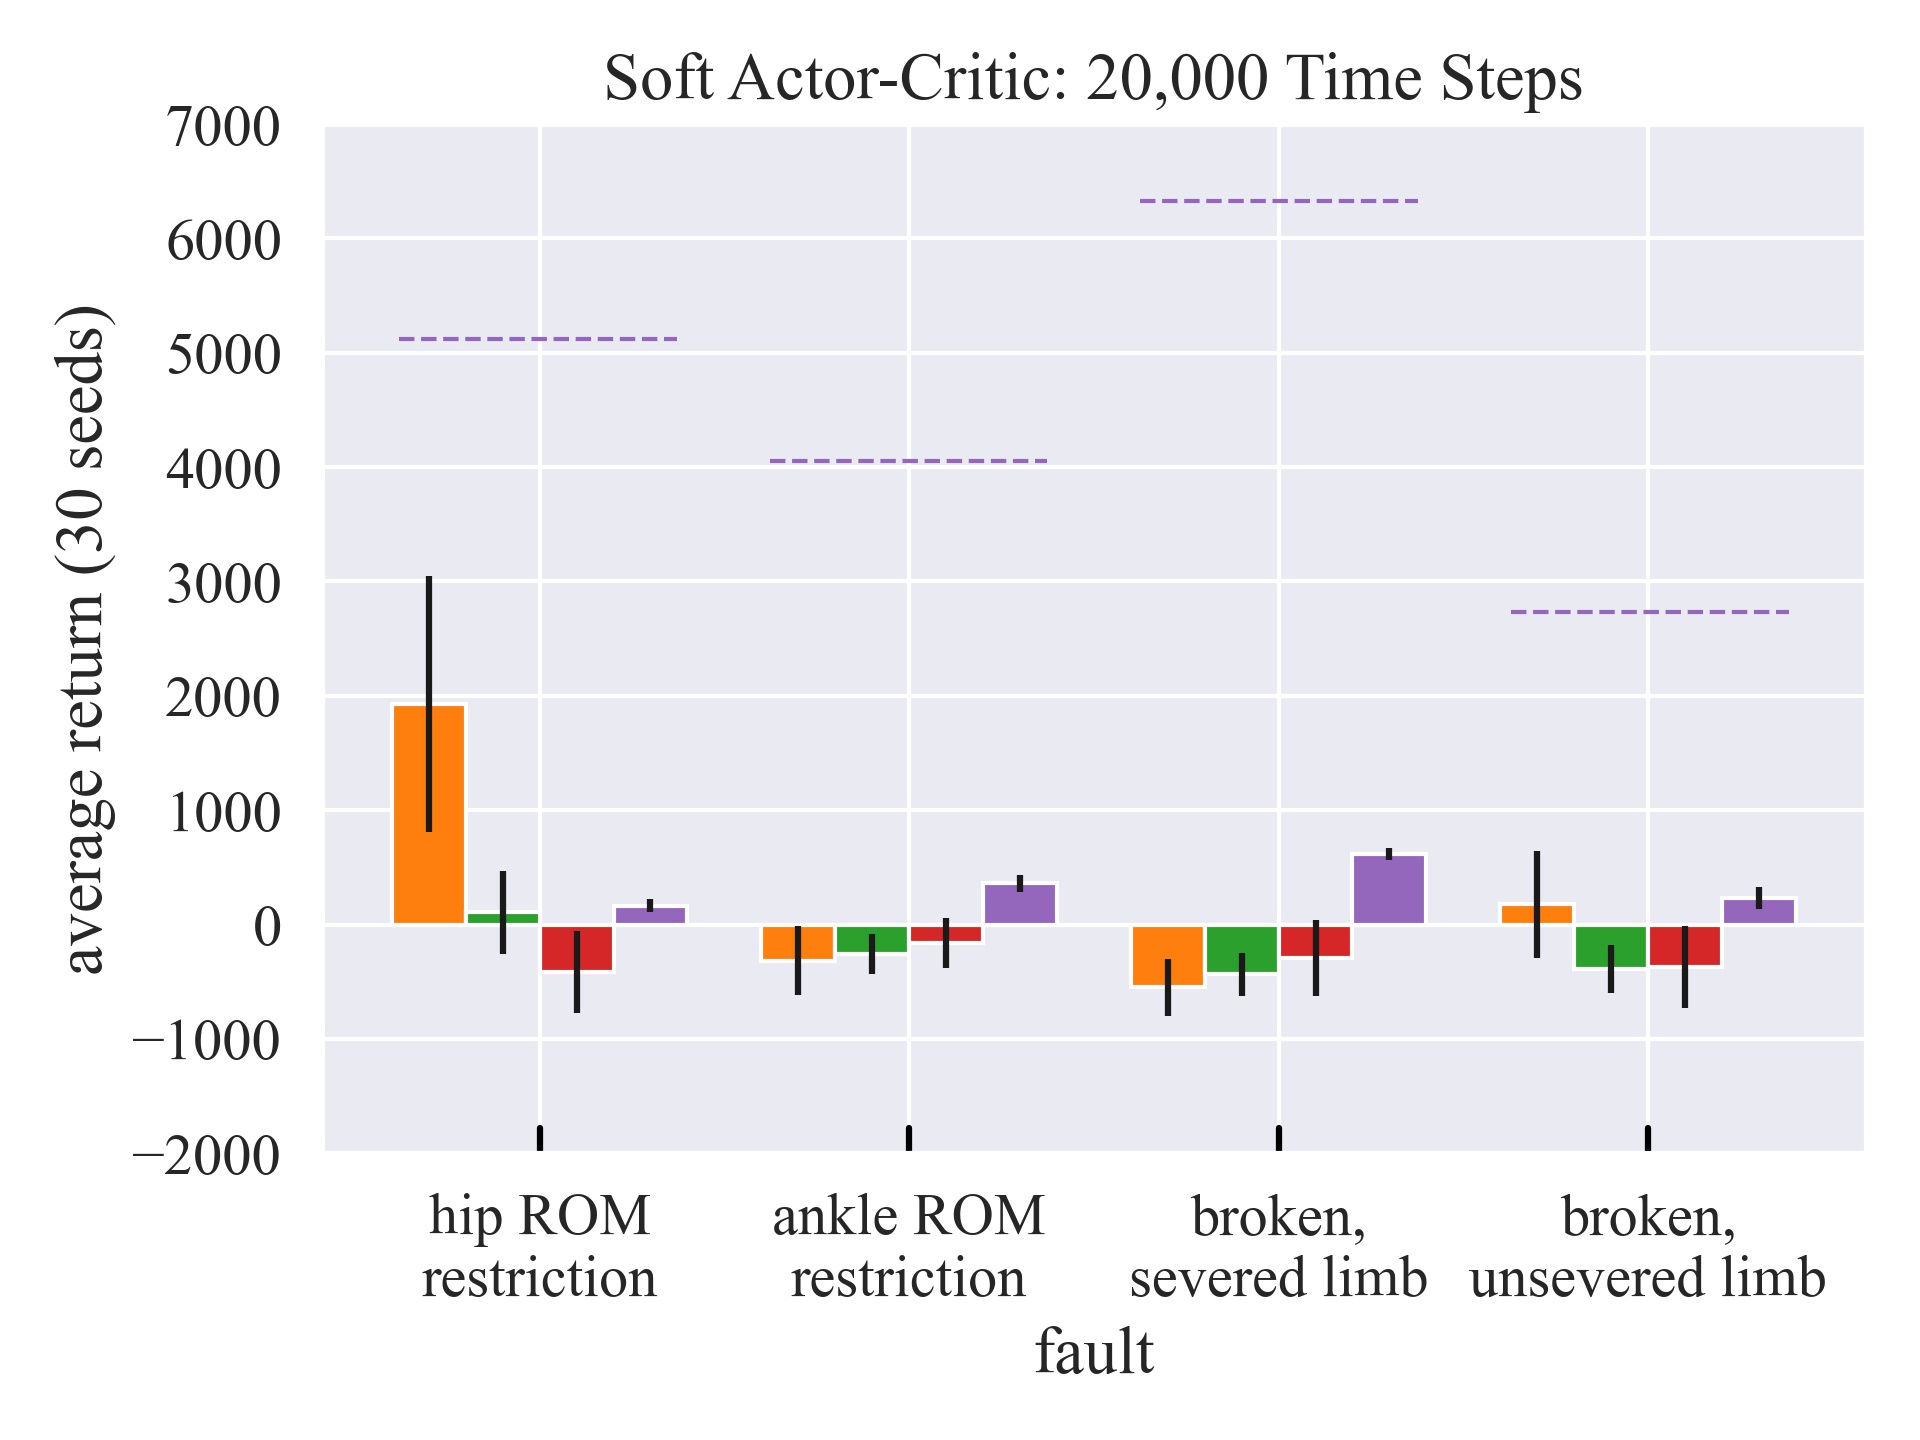 Soft Actor-Critic: 20,000 Time Steps
7000
6000
5000
4000
3000
2000
1000
0
−1000
−2000
average return (30 seeds)
hip ROM
restriction
ankle ROM
restriction
broken,
severed limb
broken,
unsevered limb
fault